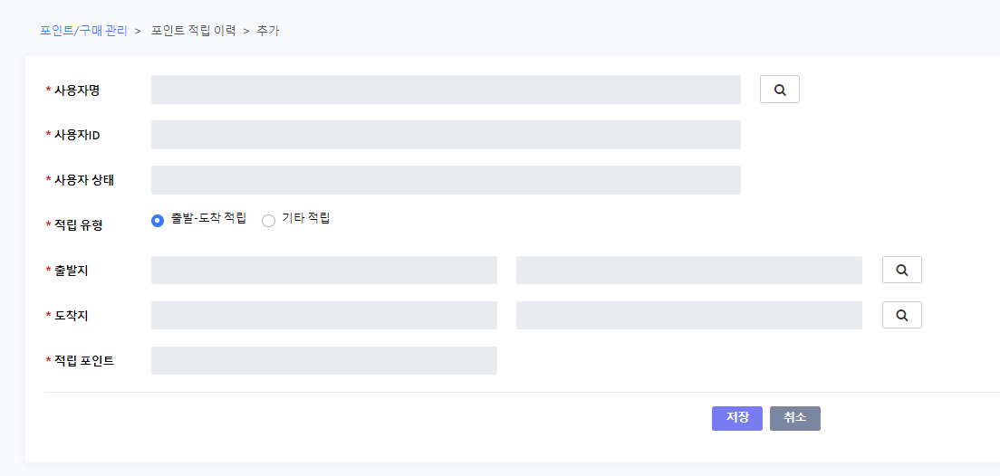 포인트/구매 관리 > 포인트 적립 이력 > 추가
* 사용자명
* 사용자ID
* 사용자 상태
* 적립 유형 출발-도착 적립 기타 적립
* 출발지
* 도착지
* 적립 포인트
저장 취소